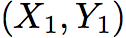 (X₁, Y₁)